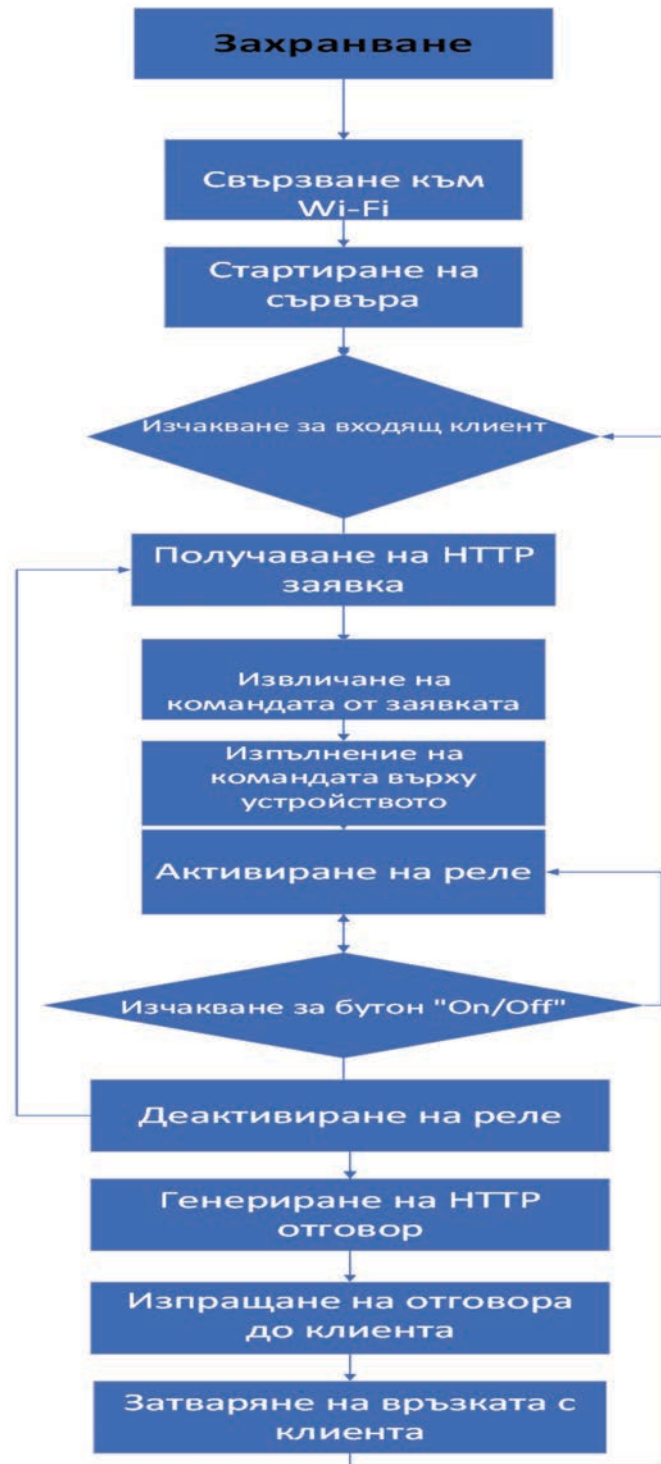 Захранване
Свързване към
Wi-Fi
Стартиране на
сървъра
Изчакване за входящ клиент
Получаване на HTTP
заявка
Извличане на
командата от заявката
Изпълнение на
командата върху
устройството
Активиране на реле
Изчакване за бутон "On/Off"
Деактивиране на реле
Генериране на HTTP
отговор
Изпращане на отговора
до клиента
Затваряне на връзката с
клиента